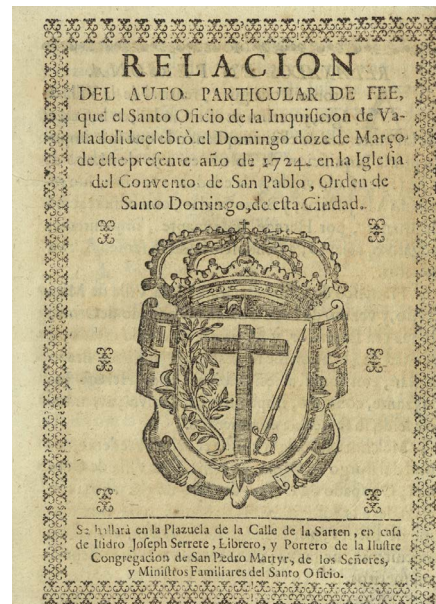 RELACION
DEL AUTO PARTICULAR DE FEE,
que el Santo Oficio de la Inquisicion de Va-
lladolid celebrò el Domingo doze de Março
de este presente año de 1724. en la Iglesia
del Convento de San Pablo, Orden de
Santo Domingo, de esta Ciudad.
Se hallarà en la Plazuela de la Calle de la Sarten, en casa
de Isidro Joseph Serrete, Librero, y Portero de la Ilustre
Congregacion de San Pedro Martyr, de los Señores,
y Ministros Familiares del Santo Oficio.